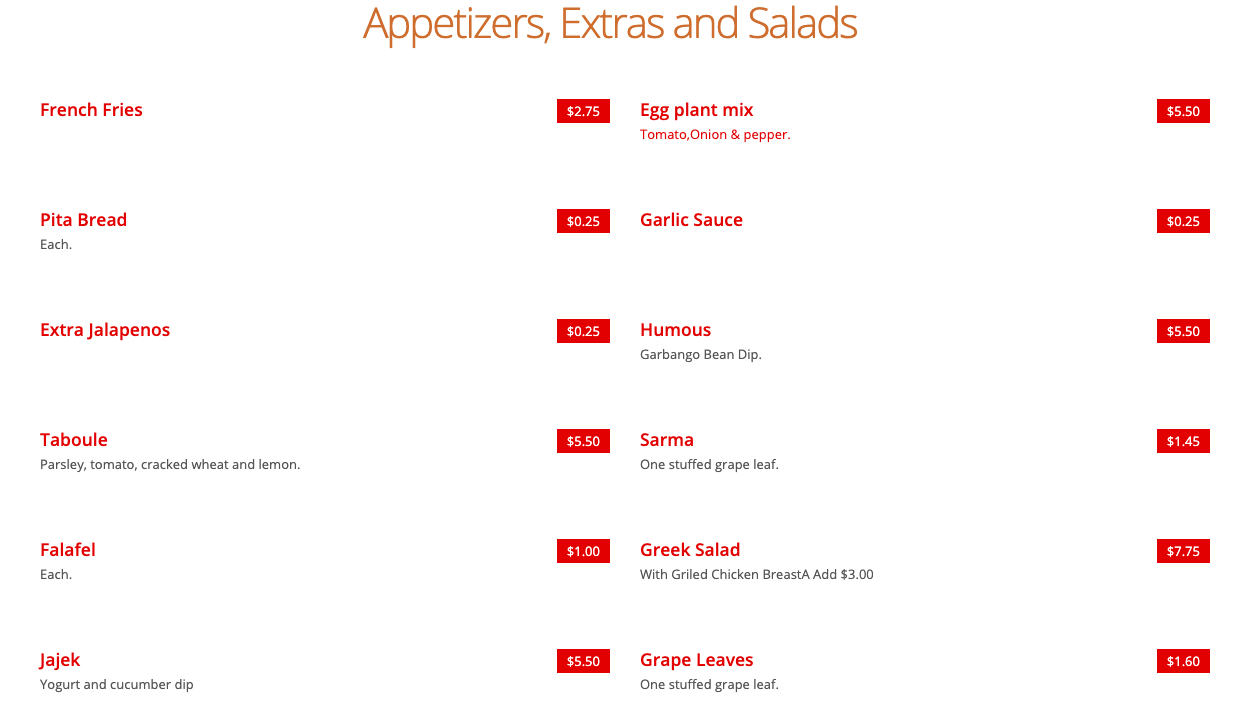 Appetizers, Extras and Salads
French Fries $2.75
Egg plant mix $5.50
Tomato,Onion & pepper.
Pita Bread $0.25
Each.
Garlic Sauce $0.25
Extra Jalapenos $0.25
Humous $5.50
Garbango Bean Dip.
Taboule $5.50
Parsley, tomato, cracked wheat and lemon.
Sarma $1.45
One stuffed grape leaf.
Falafel $1.00
Each.
Greek Salad $7.75
With Griled Chicken BreastA Add $3.00
Jajek $5.50
Yogurt and cucumber dip
Grape Leaves $1.60
One stuffed grape leaf.